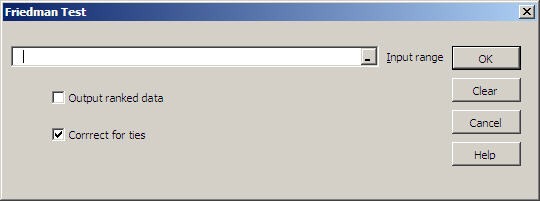 Friedman Test
Input range
OK
Output ranked data
Clear
Corrrect for ties
Cancel
Help